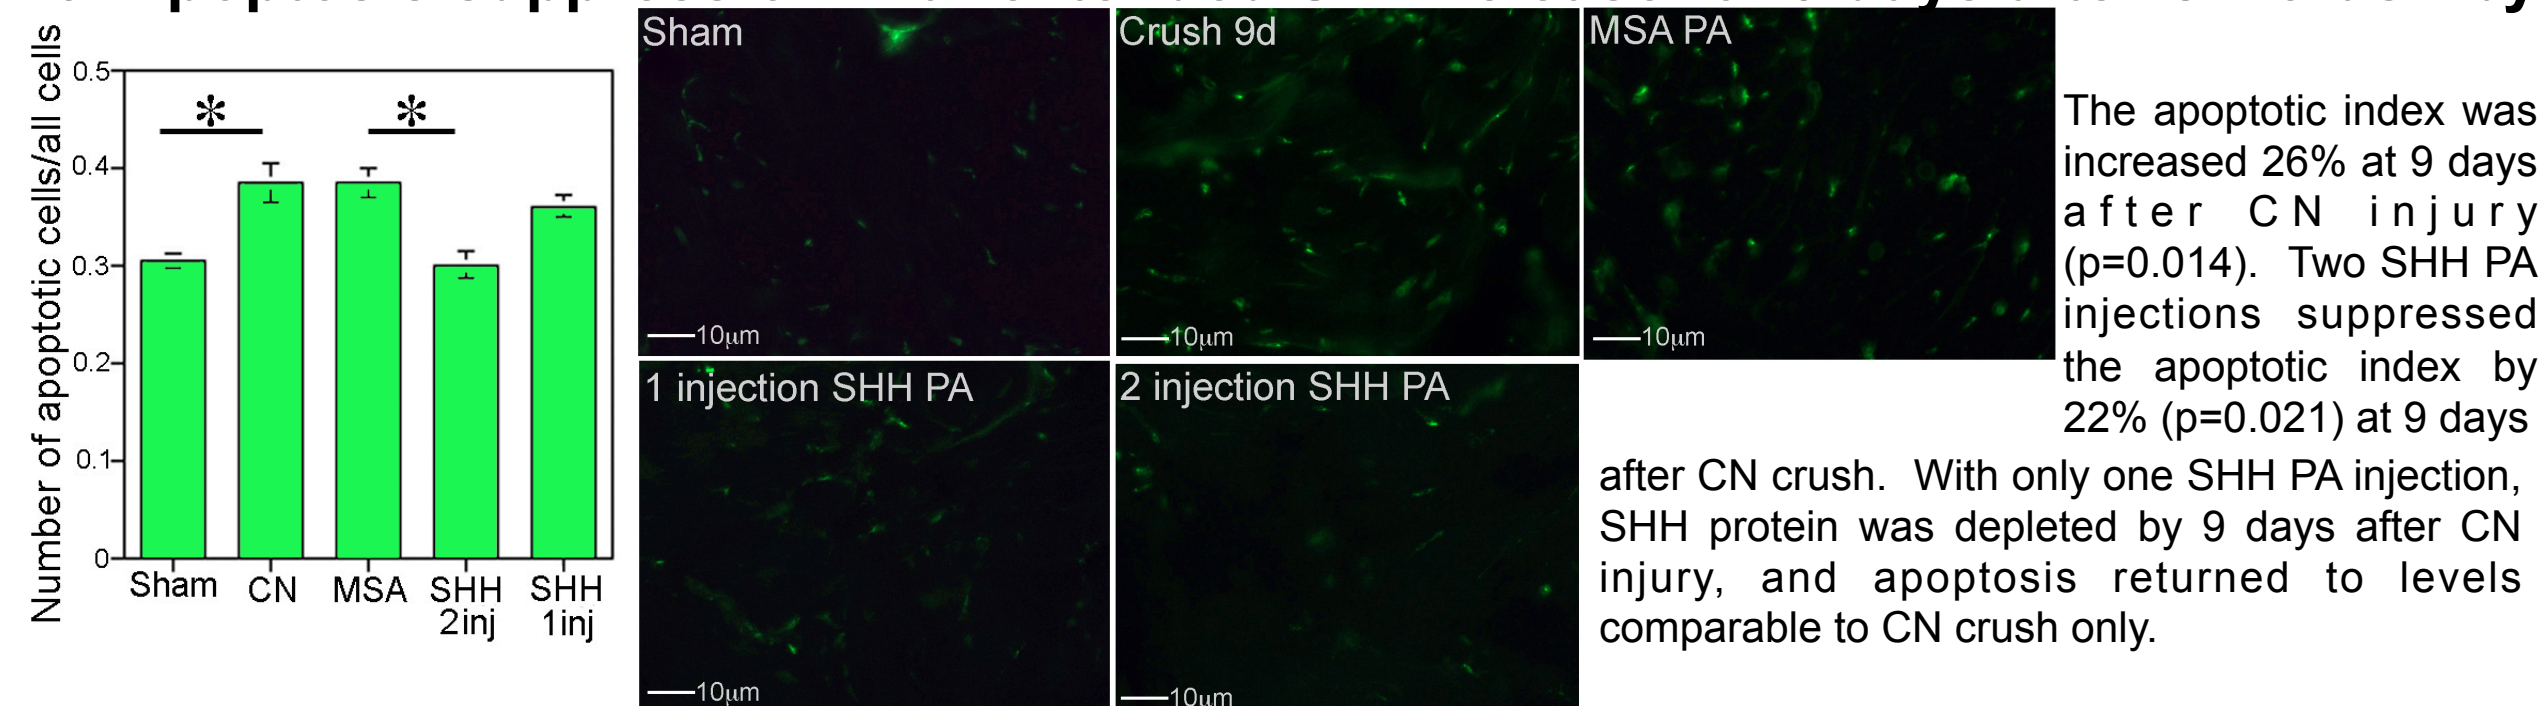 Number of apoptotic cells/all cells
0.5
0.4
0.3
0.2
0.1
0
*
*
Sham
CN
MSA
SHH
2inj
SHH
1inj
Sham
10μm
Crush 9d
10μm
MSA PA
10μm
1 injection SHH PA
10μm
2 injection SHH PA
10μm
The apoptotic index was
increased 26% at 9 days
after CN injury
(p=0.014). Two SHH PA
injections suppressed
the apoptotic index by
22% (p=0.021) at 9 days
after CN crush. With only one SHH PA injection,
SHH protein was depleted by 9 days after CN
injury, and apoptosis returned to levels
comparable to CN crush only.